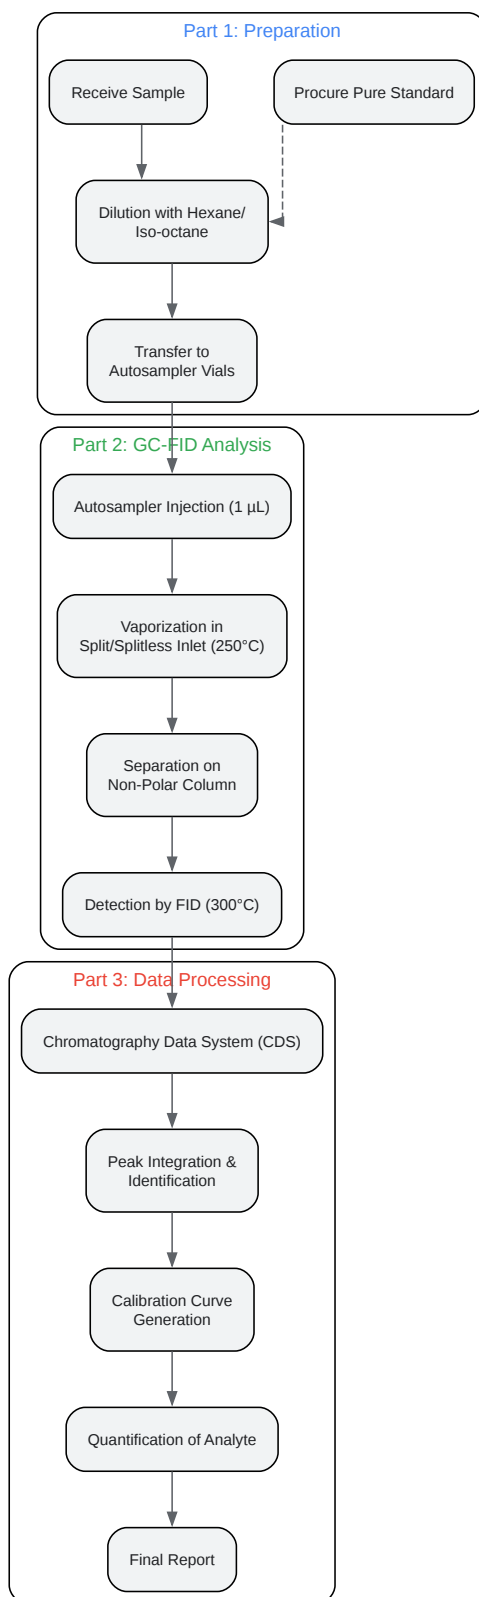 Part 1: Preparation
Receive Sample
Procure Pure Standard
Dilution with Hexane/
Iso-octane
Transfer to
Autosampler Vials
Part 2: GC-FID Analysis
Autosampler Injection (1 µL)
Vaporization in
Split/Splitless Inlet (250°C)
Separation on
Non-Polar Column
Detection by FID (300°C)
Part 3: Data Processing
Chromatography Data System (CDS)
Peak Integration &
Identification
Calibration Curve
Generation
Quantification of Analyte
Final Report